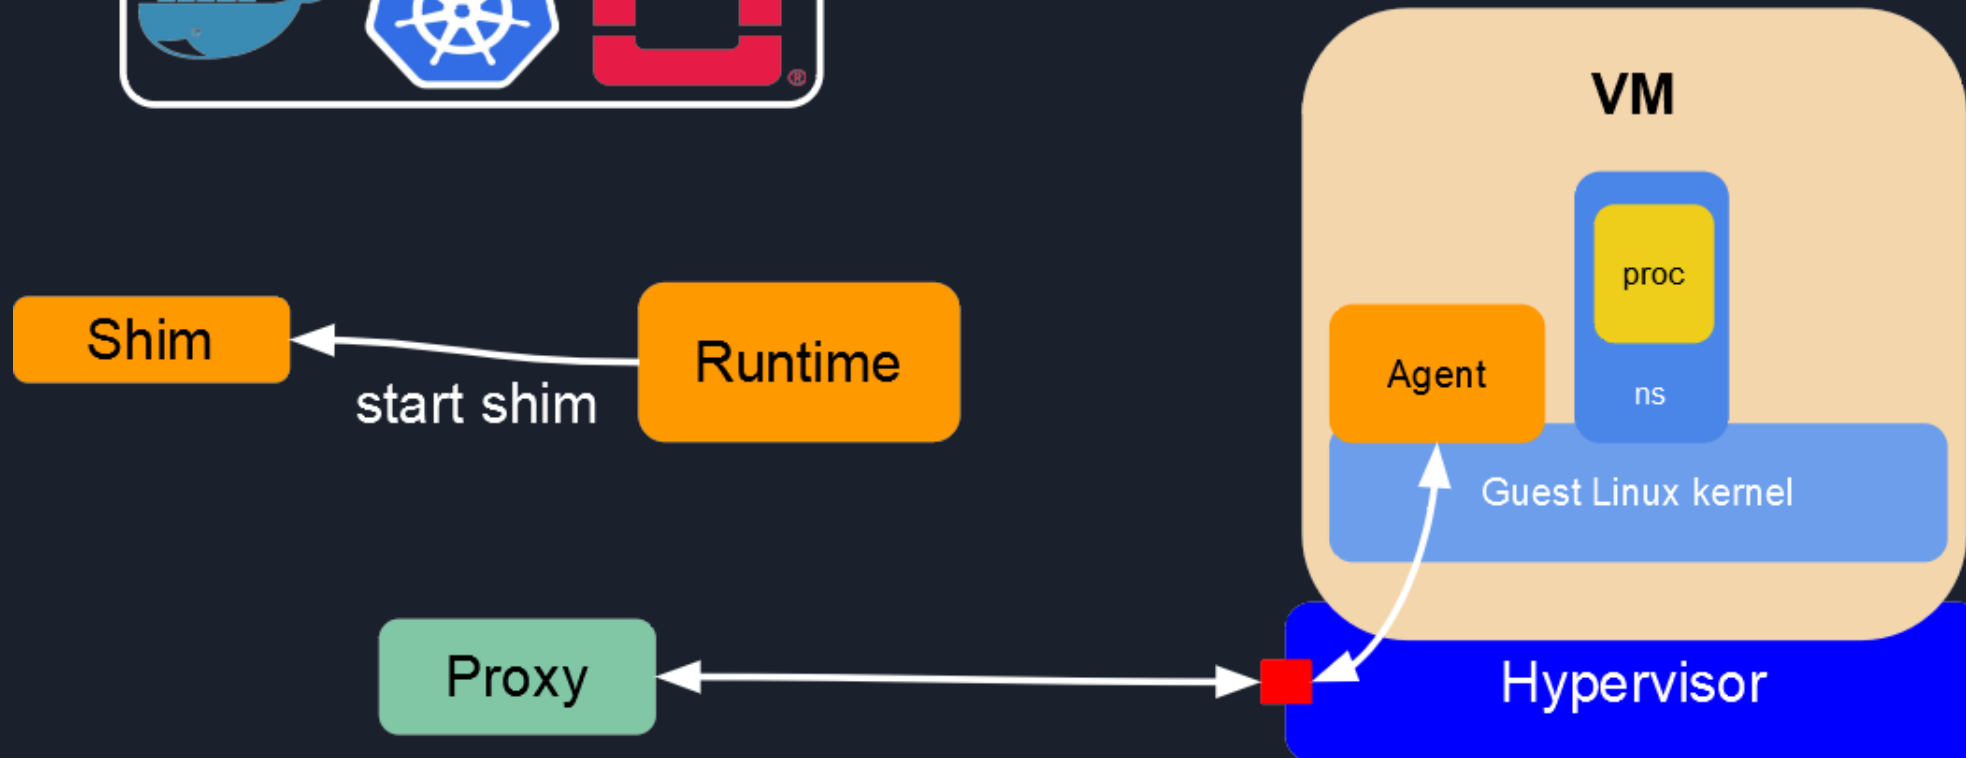 ®
VM
proc
Shim
Runtime
Agent
start shim
ns
Guest Linux kernel
Proxy
Hypervisor